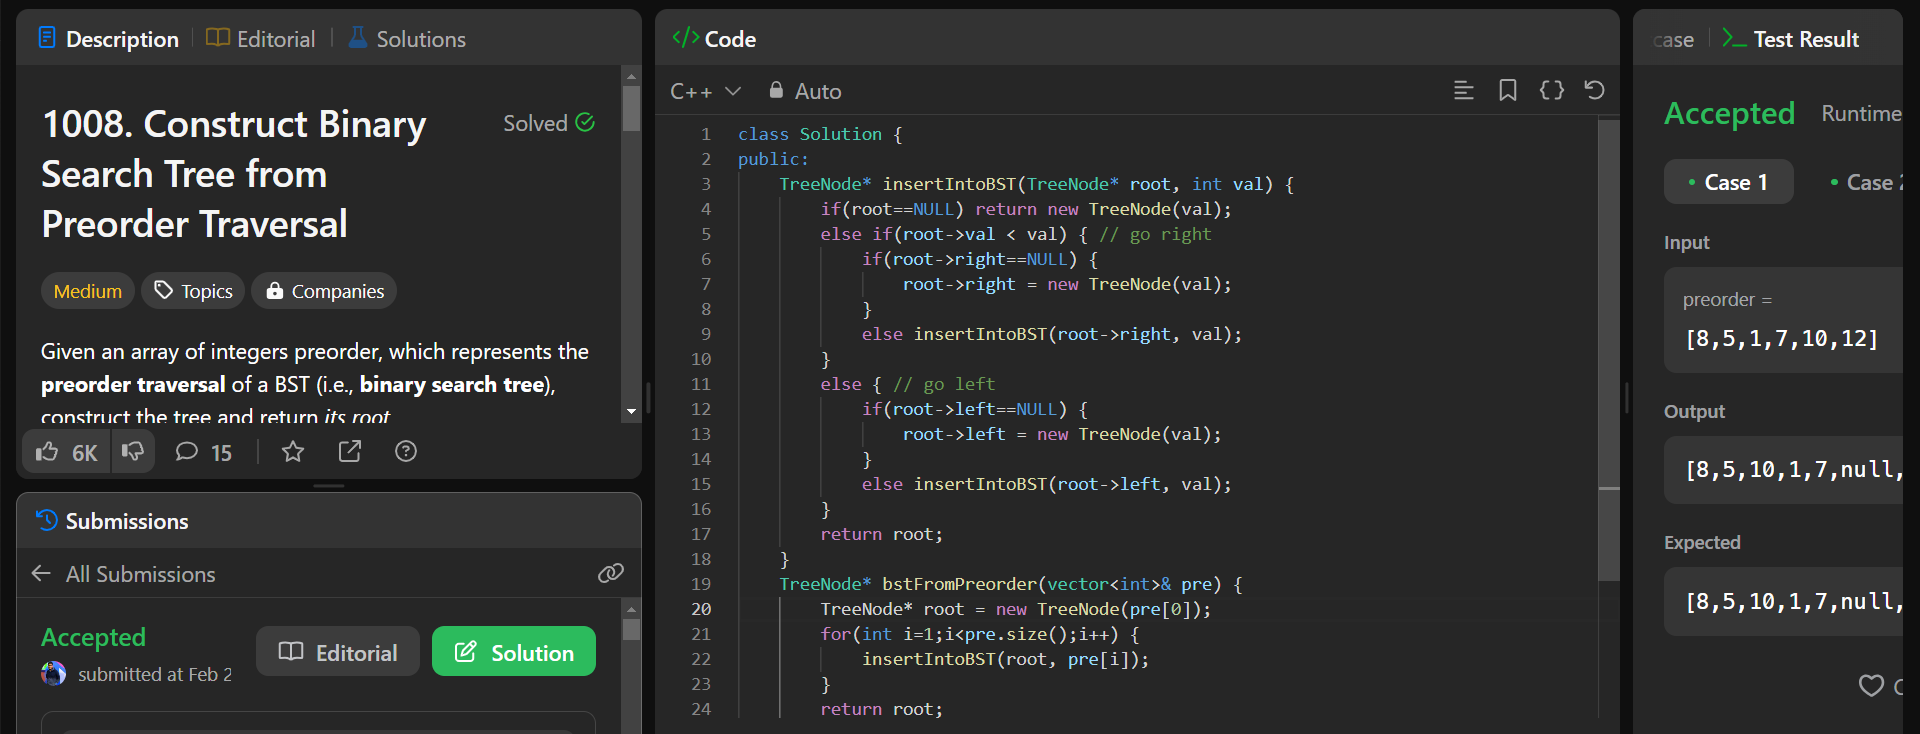 Description
Editorial
Solutions
1008. Construct Binary
Search Tree from
Preorder Traversal
Solved
Medium
Topics
Companies
Given an array of integers preorder, which represents the
preorder traversal of a BST (i.e., binary search tree),
construct the tree and return its root
6K
15
Submissions
All Submissions
Accepted
submitted at Feb 2
Editorial
Solution
</> Code
C++
Auto
1 class Solution {
2 public:
3 TreeNode* insertIntoBST(TreeNode* root, int val) {
4 if(root==NULL) return new TreeNode(val);
5 else if(root->val < val) { // go right
6 if(root->right==NULL) {
7 root->right = new TreeNode(val);
8 }
9 else insertIntoBST(root->right, val);
10 }
11 else { // go left
12 if(root->left==NULL) {
13 root->left = new TreeNode(val);
14 }
15 else insertIntoBST(root->left, val);
16 }
17 return root;
18 }
19 TreeNode* bstFromPreorder(vector<int>& pre) {
20 TreeNode* root = new TreeNode(pre[0]);
21 for(int i=1;i<pre.size();i++) {
22 insertIntoBST(root, pre[i]);
23 }
24 return root;
case
Test Result
Accepted
Runtime
Case 1
Case 2
Input
preorder =
[8,5,1,7,10,12]
Output
[8,5,10,1,7,null,
Expected
[8,5,10,1,7,null,